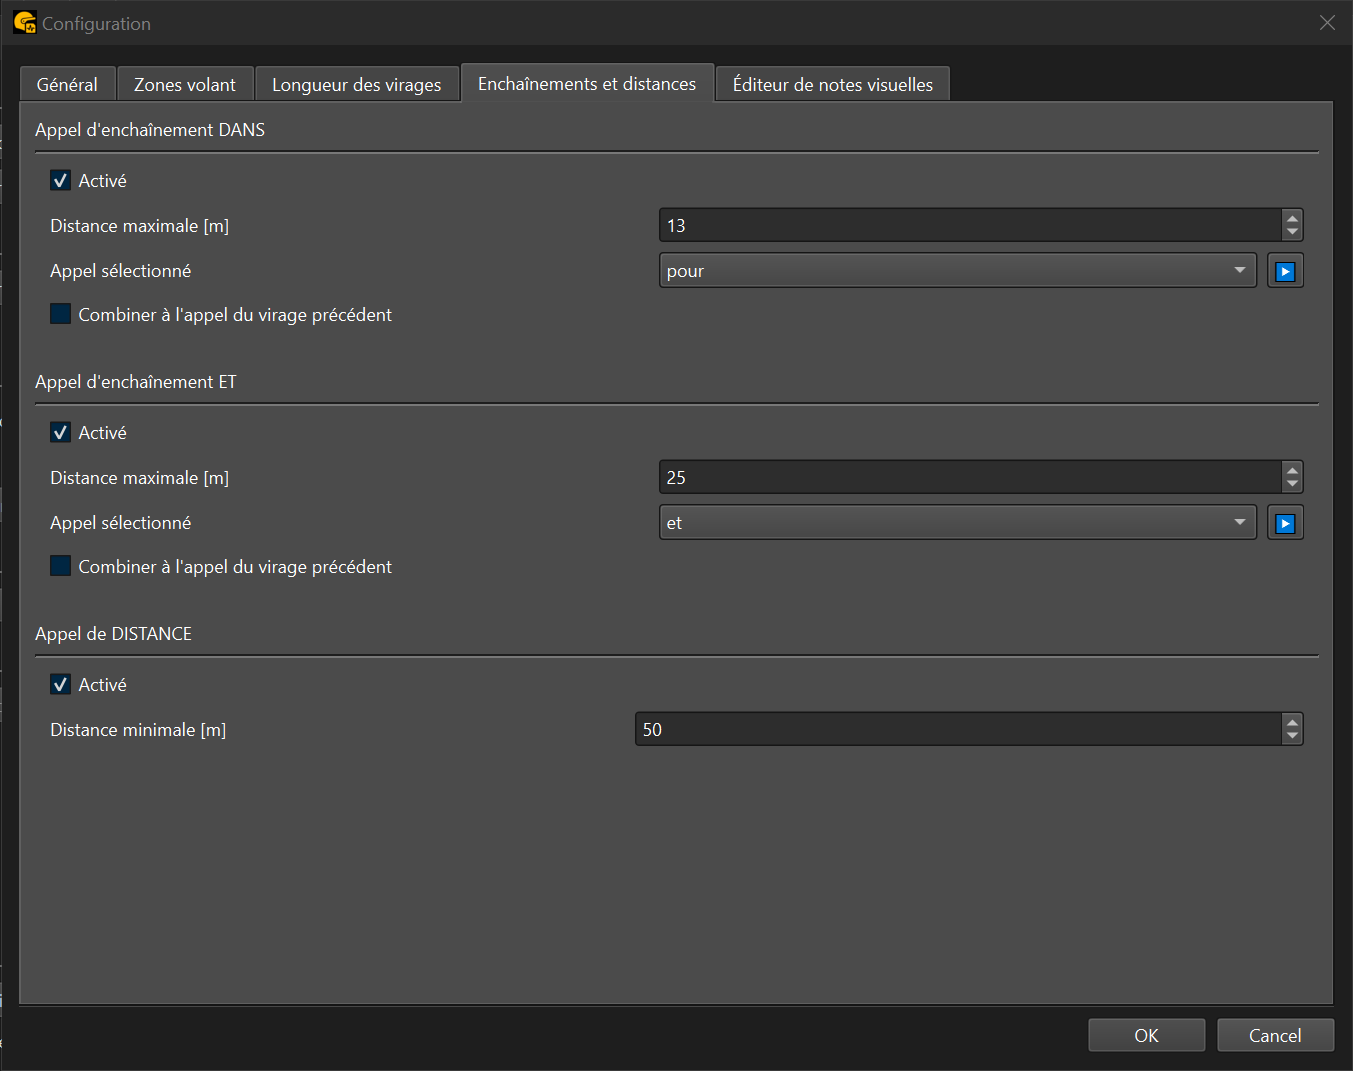 Configuration
Général
Zones volant
Longueur des virages
Enchaînements et distances
Éditeur de notes visuelles
Appel d'enchaînement DANS
Activé
Distance maximale [m]
13
Appel sélectionné
pour
Combiner à l'appel du virage précédent
Appel d'enchaînement ET
Activé
Distance maximale [m]
25
Appel sélectionné
et
Combiner à l'appel du virage précédent
Appel de DISTANCE
Activé
Distance minimale [m]
50
OK
Cancel